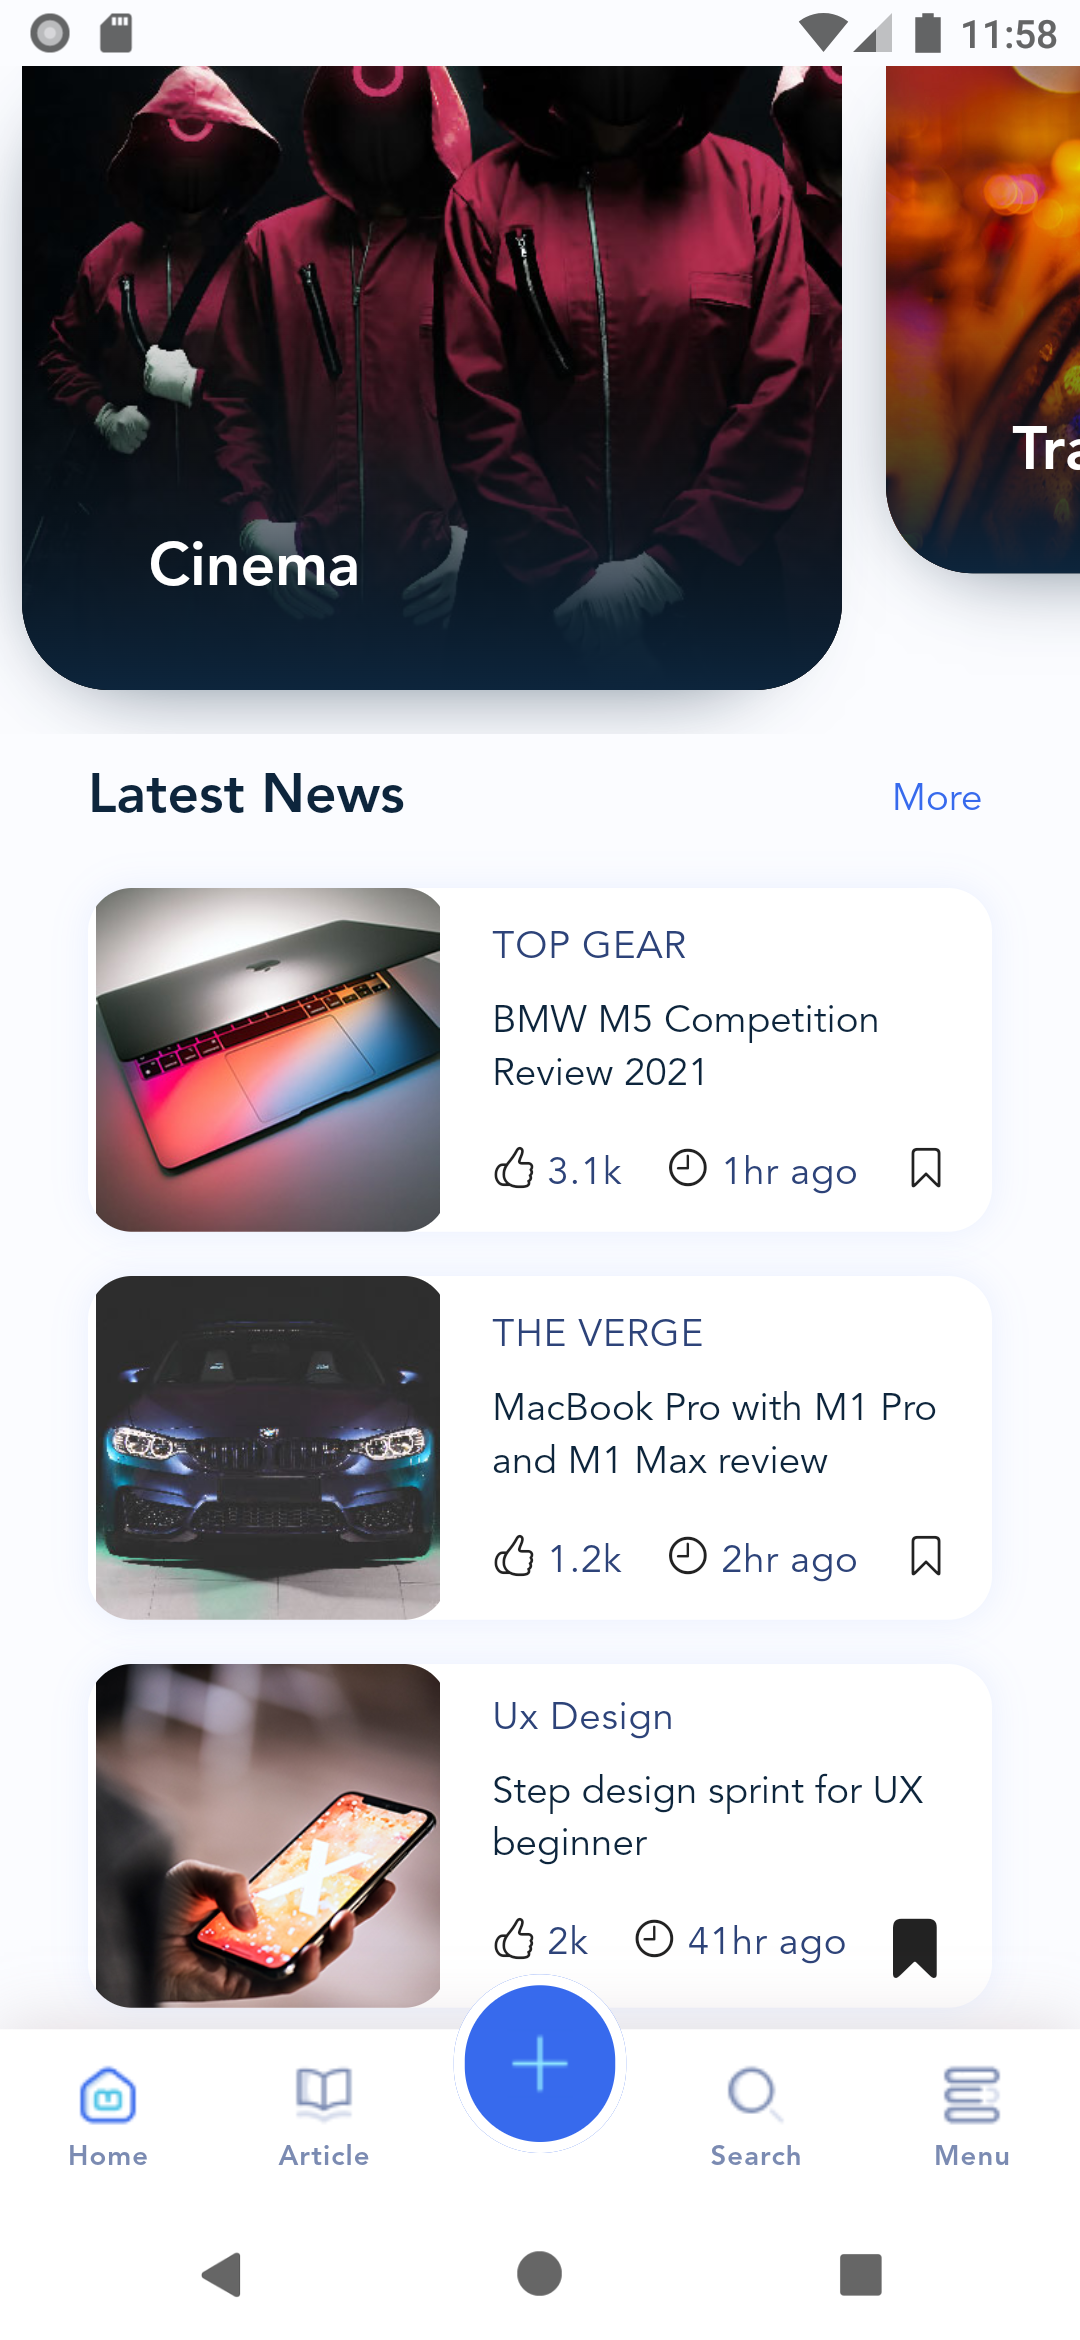 11:58
Cinema
Tra
Latest News
More
TOP GEAR
BMW M5 Competition
Review 2021
3.1k
1hr ago
THE VERGE
MacBook Pro with M1 Pro
and M1 Max review
1.2k
2hr ago
Ux Design
Step design sprint for UX
beginner
2k
41hr ago
Home
Article
Search
Menu